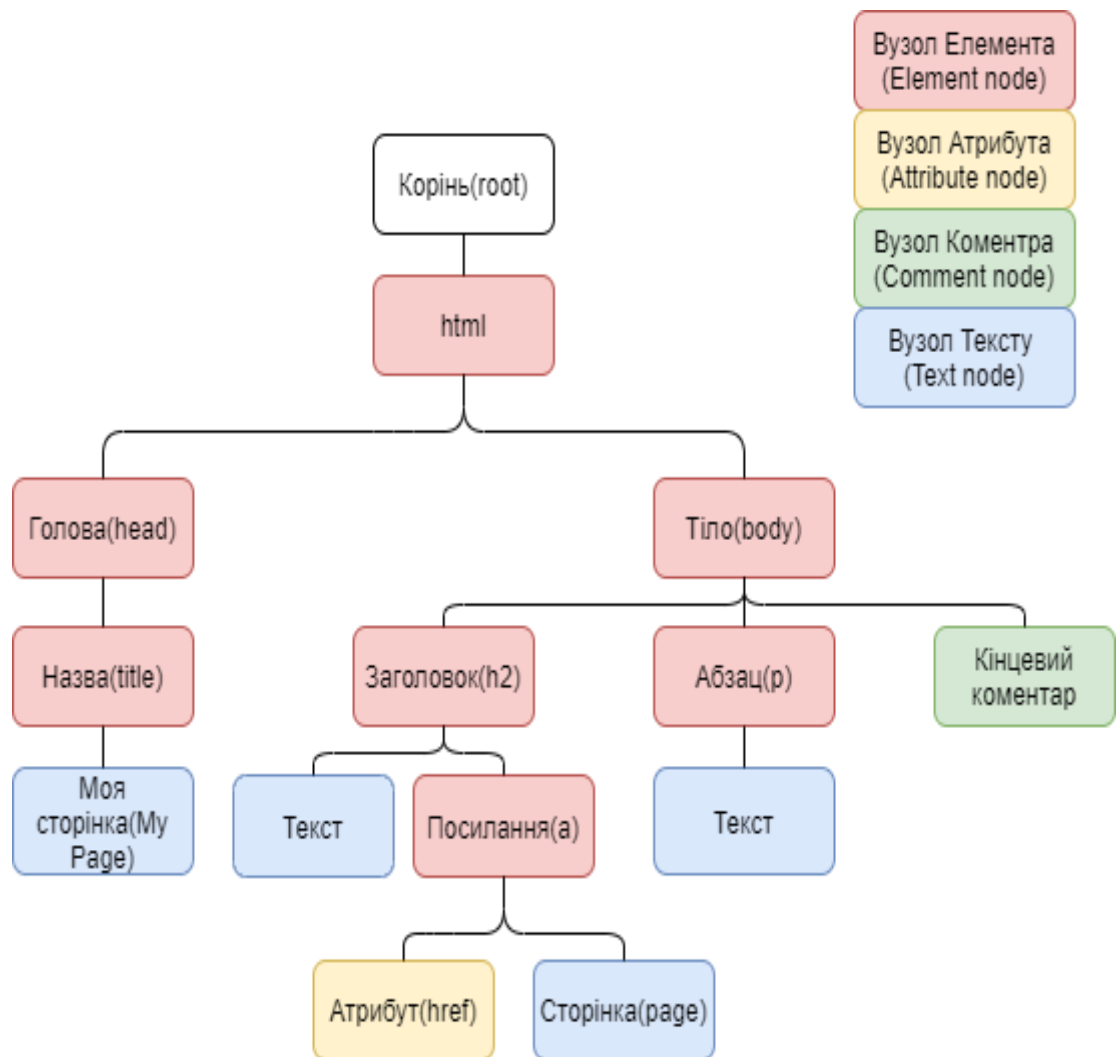 Вузол Елемента
(Element node)
Вузол Атрибута
(Attribute node)
Вузол Коментра
(Comment node)
Вузол Тексту
(Text node)
Корінь(root)
html
Голова(head)
Тіло(body)
Назва(title)
Заголовок(h2)
Абзац(p)
Кінцевий
коментар
Моя
сторінка(My
Page)
Текст
Посилання(a)
Текст
Атрибут(href)
Сторінка(page)